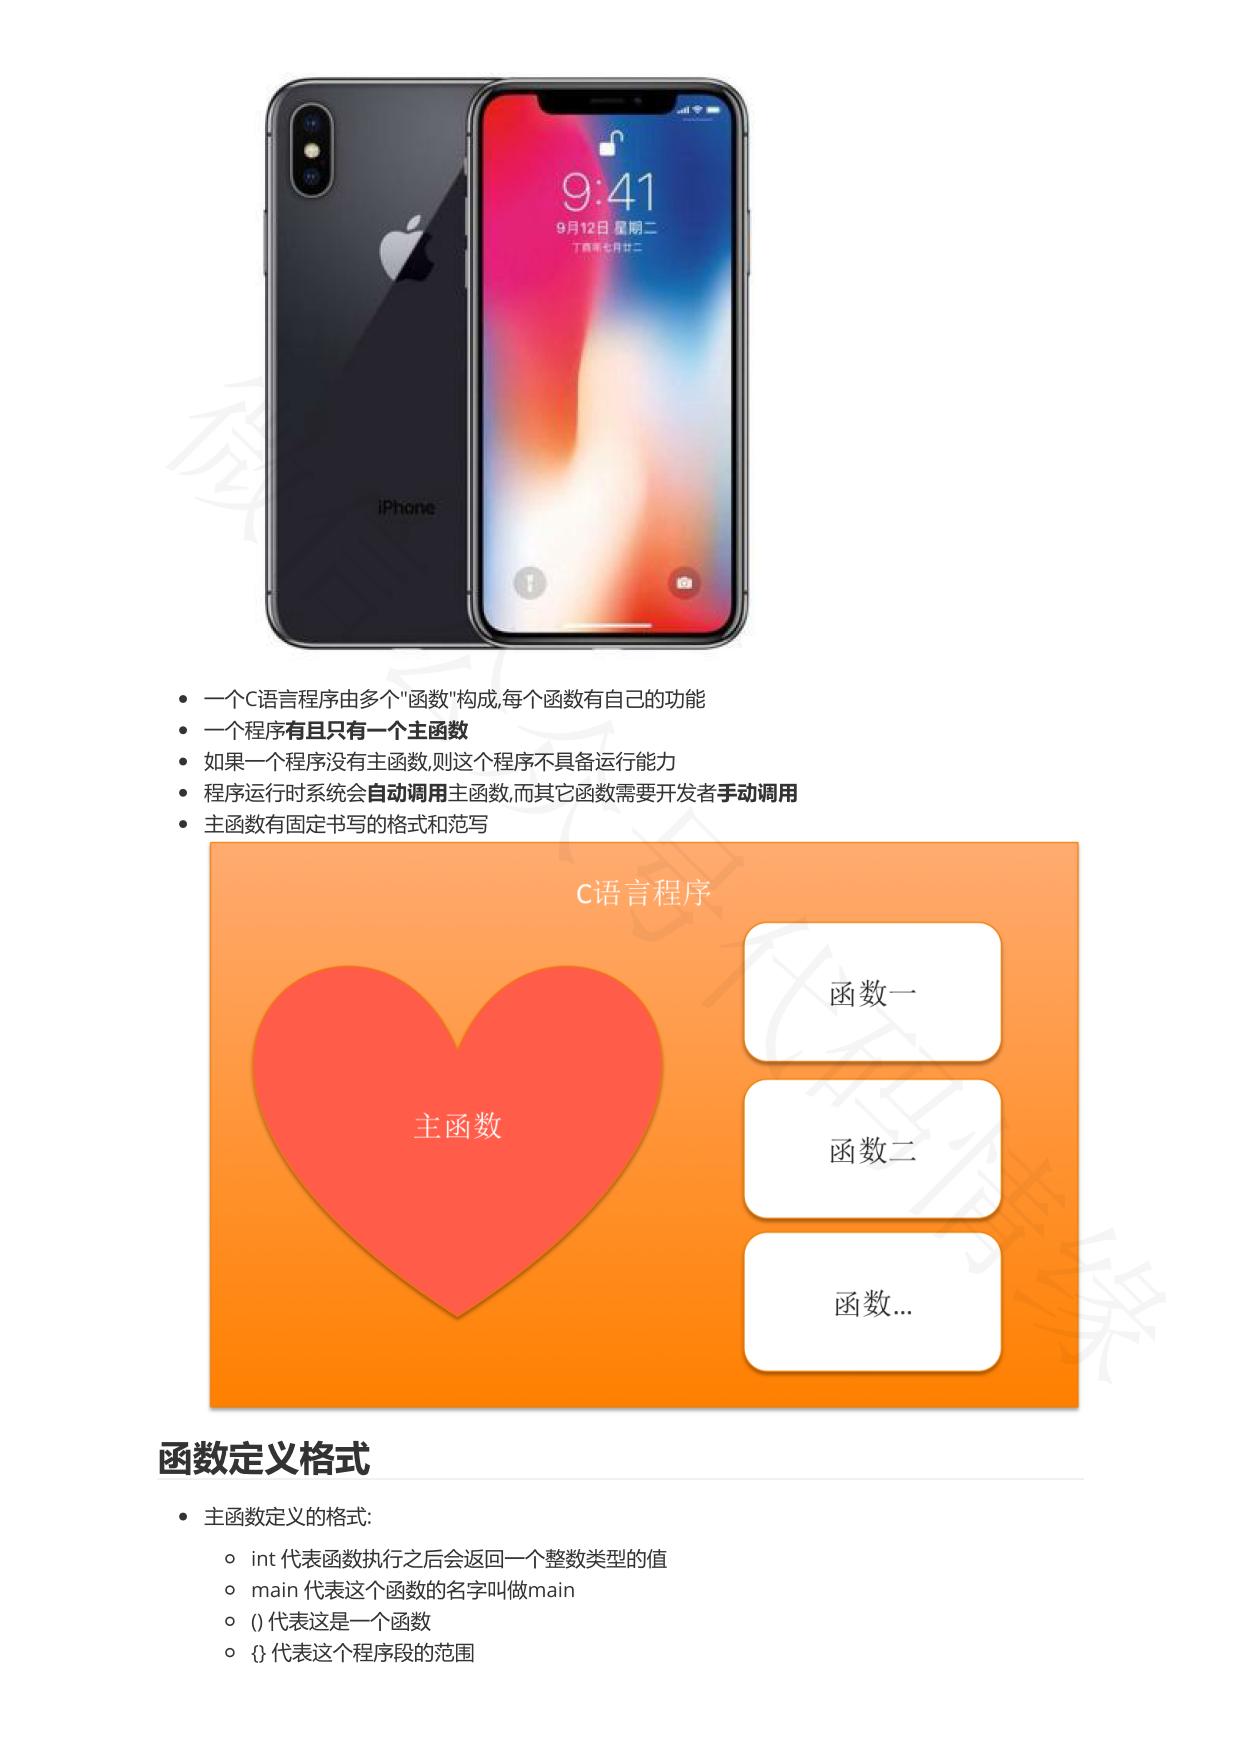 9:41
9月12日 星期二
丁酉年七月廿二
iPhone
一个C语言程序由多个"函数"构成,每个函数有自己的功能
一个程序有且只有一个主函数
如果一个程序没有主函数,则这个程序不具备运行能力
程序运行时系统会自动调用主函数,而其它函数需要开发者手动调用
主函数有固定书写的格式和范写
C语言程序
主函数
函数一
函数二
函数...
函数定义格式
主函数定义的格式:
int 代表函数执行之后会返回一个整数类型的值
main 代表这个函数的名字叫做main
() 代表这是一个函数
{} 代表这个程序段的范围
微信公众号代码情缘